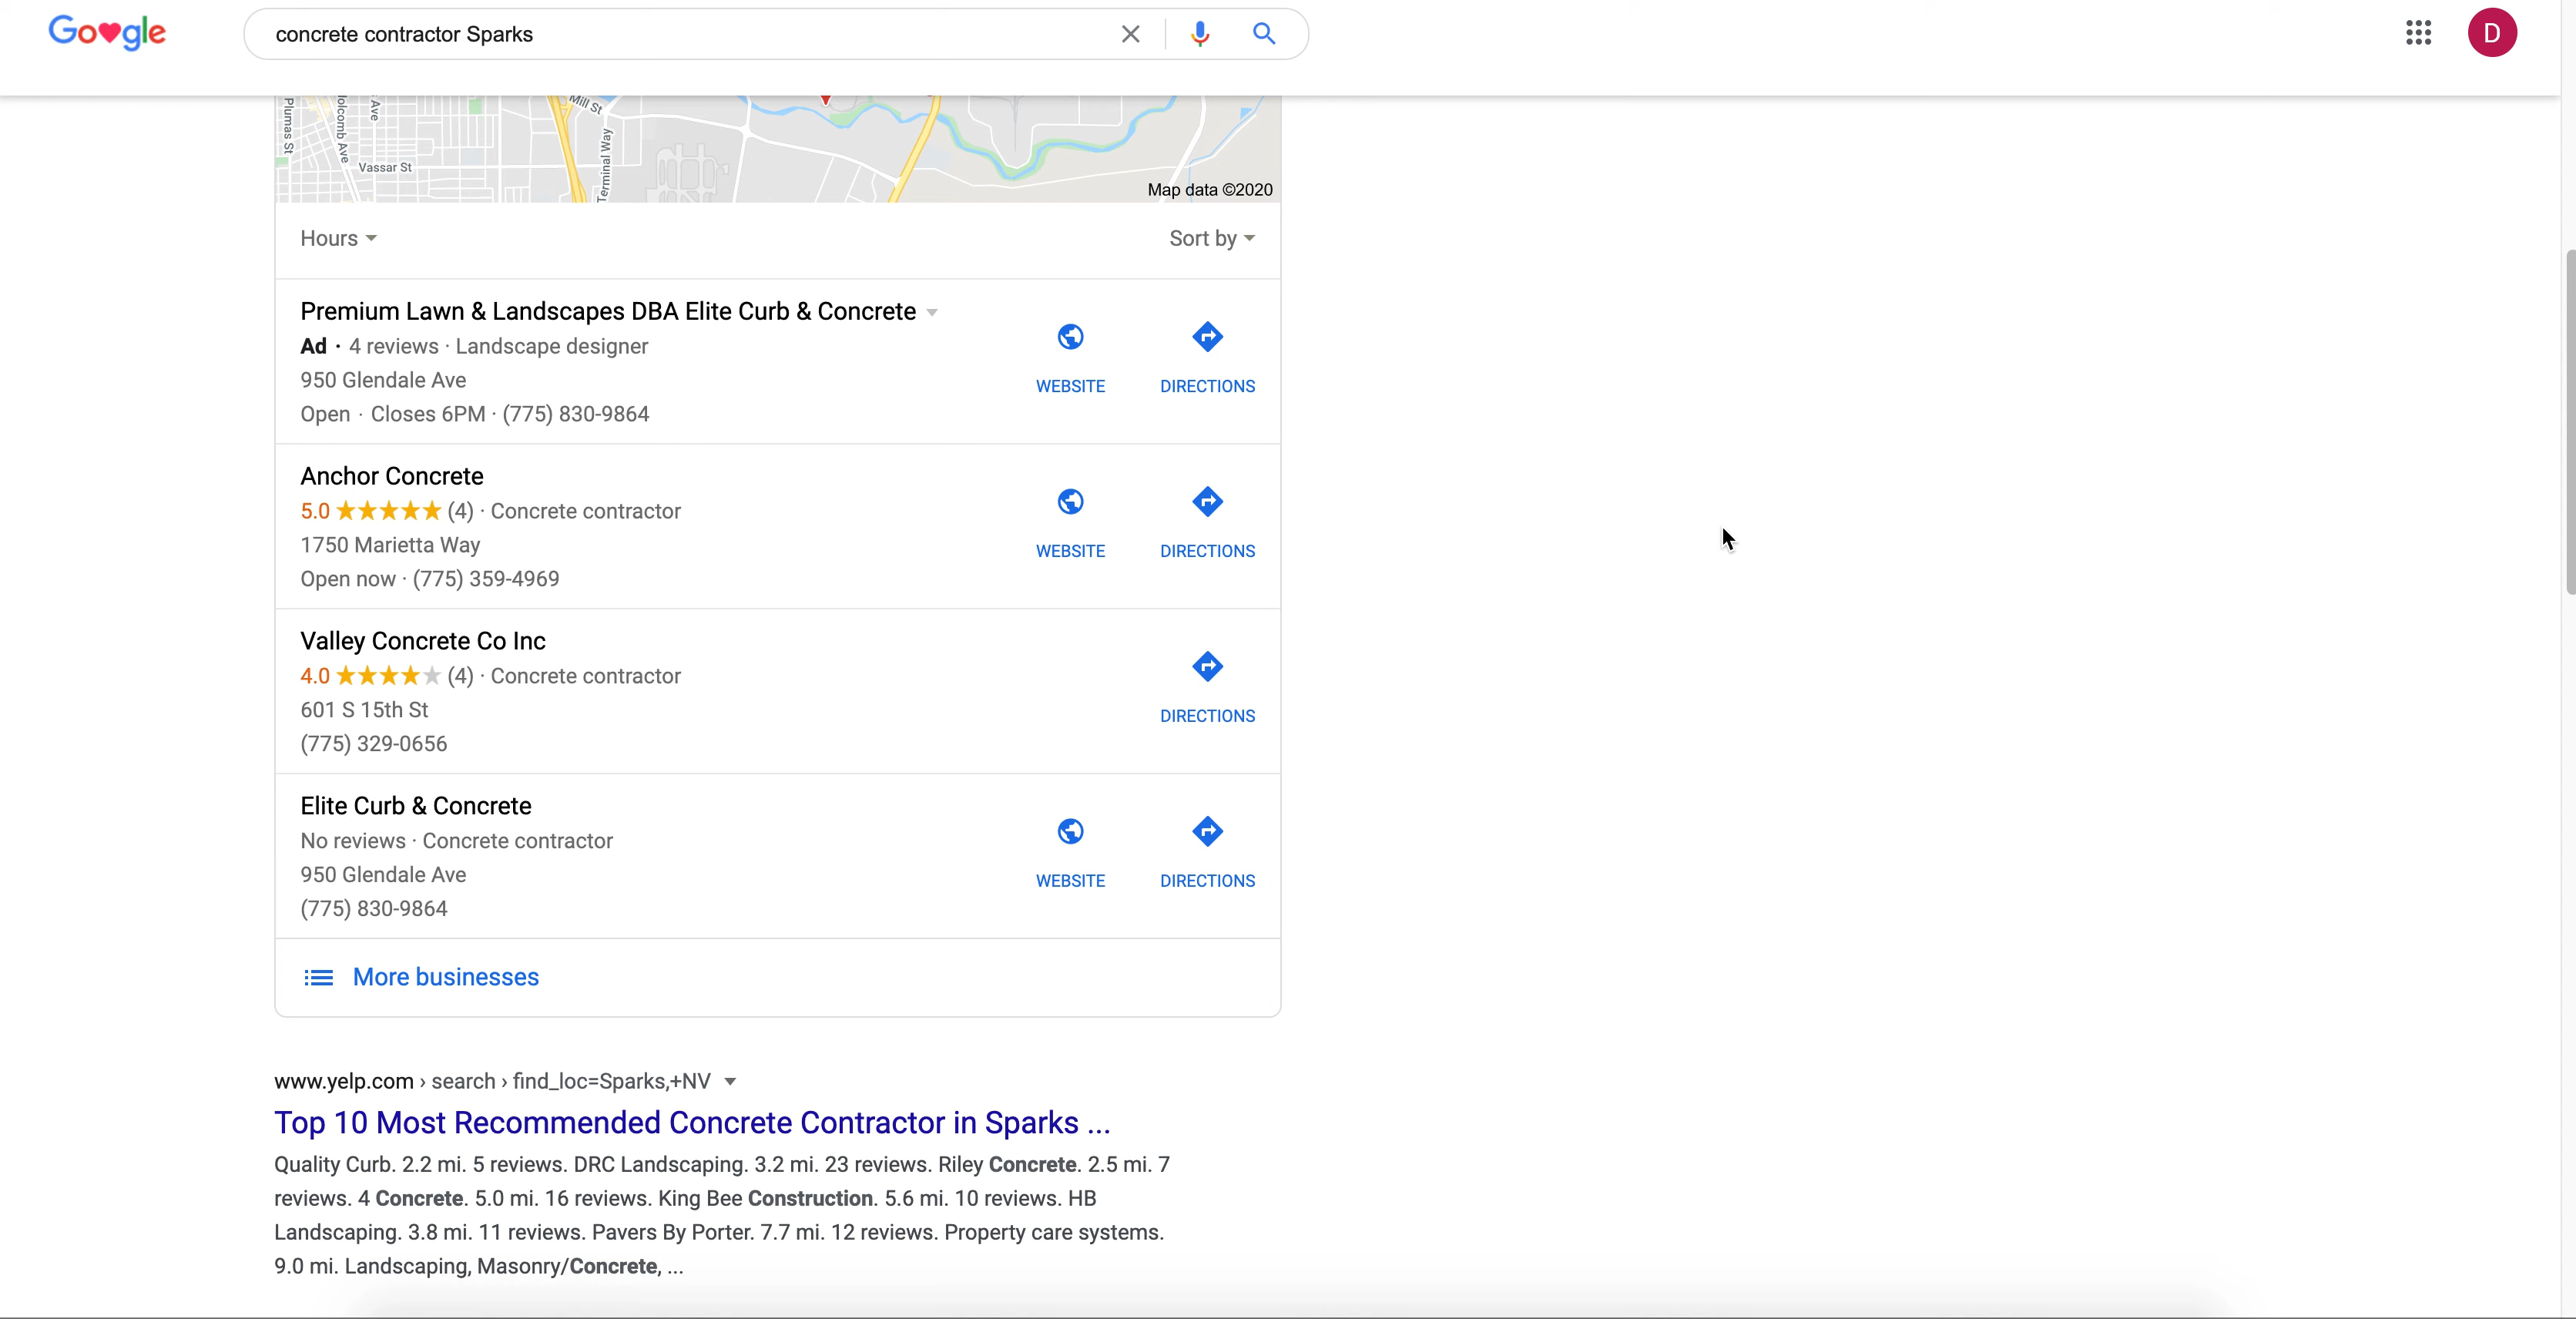 Google
concrete contractor Sparks
D
Plumas St
Holcomb Ave
Ave
Mill St
Terminal Way
Vassar St
Map data ©2020
Hours
Sort by
Premium Lawn & Landscapes DBA Elite Curb & Concrete
Ad · 4 reviews · Landscape designer
950 Glendale Ave
Open · Closes 6PM · (775) 830-9864
WEBSITE
DIRECTIONS
Anchor Concrete
5.0 ★★★★★ (4) · Concrete contractor
1750 Marietta Way
Open now · (775) 359-4969
WEBSITE
DIRECTIONS
Valley Concrete Co Inc
4.0 ★★★★★ (4) · Concrete contractor
601 S 15th St
(775) 329-0656
DIRECTIONS
Elite Curb & Concrete
No reviews · Concrete contractor
950 Glendale Ave
(775) 830-9864
WEBSITE
DIRECTIONS
More businesses
www.yelp.com › search › find_loc=Sparks,+NV
Top 10 Most Recommended Concrete Contractor in Sparks ...
Quality Curb. 2.2 mi. 5 reviews. DRC Landscaping. 3.2 mi. 23 reviews. Riley Concrete. 2.5 mi. 7
reviews. 4 Concrete. 5.0 mi. 16 reviews. King Bee Construction. 5.6 mi. 10 reviews. HB
Landscaping. 3.8 mi. 11 reviews. Pavers By Porter. 7.7 mi. 12 reviews. Property care systems.
9.0 mi. Landscaping, Masonry/Concrete, ...